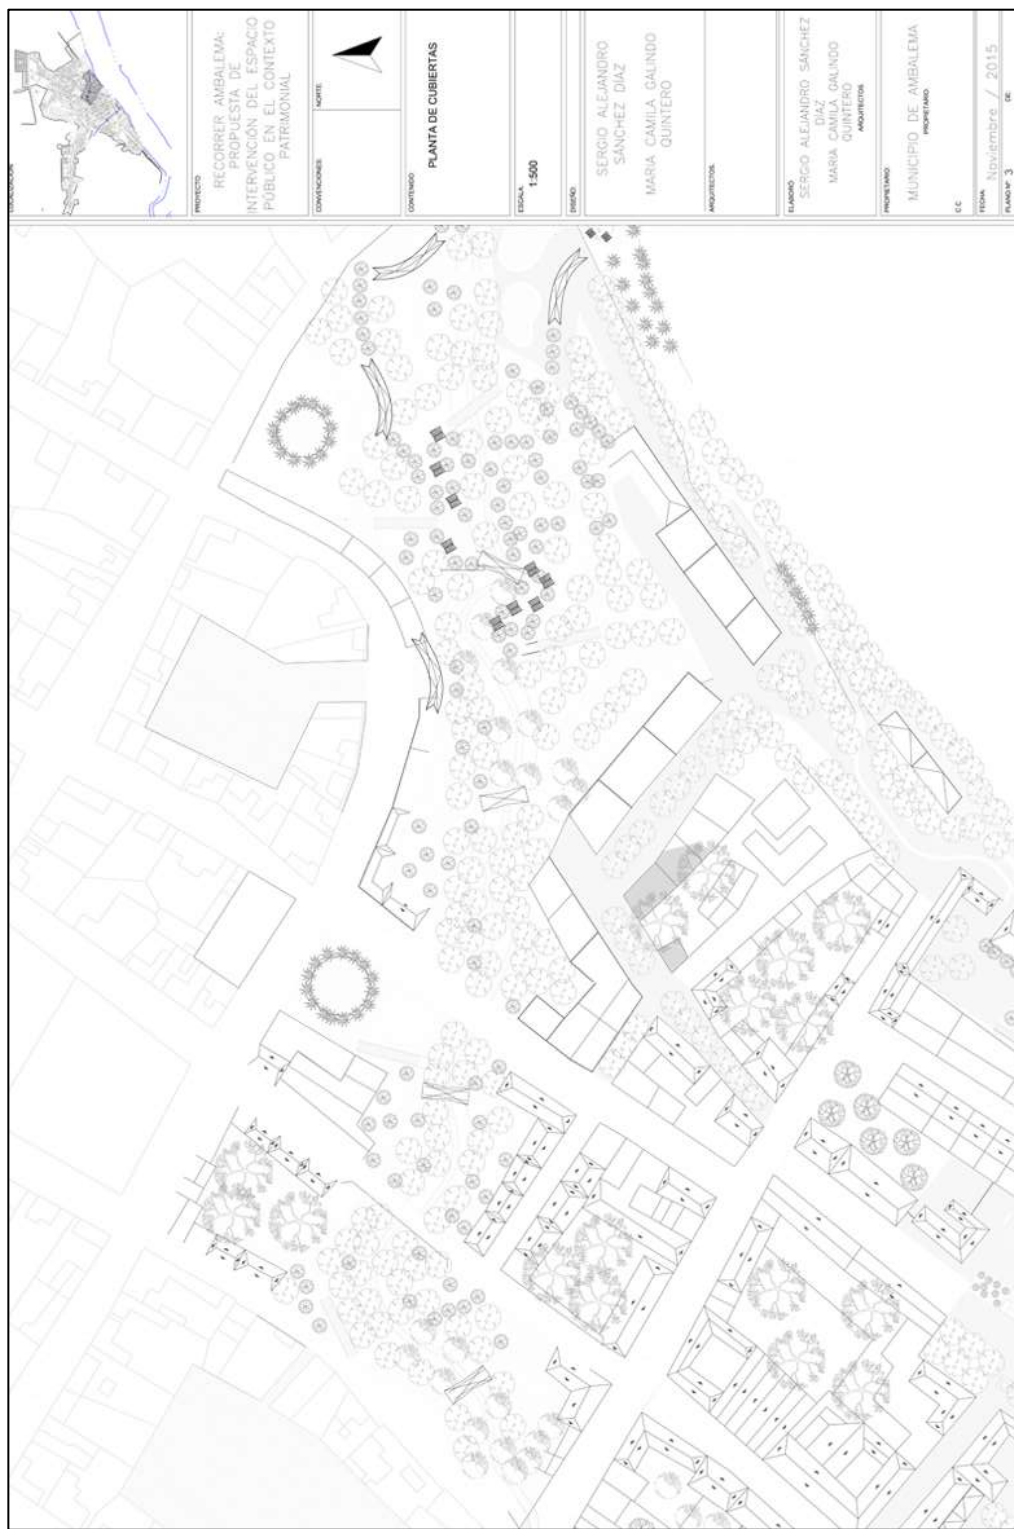 LOCALIZACION
PROYECTO
RECORRER AMBALEMA:
PROPUESTA DE
INTERVENCIÓN DEL ESPACIO
PÚBLICO EN EL CONTEXTO
PATRIMONIAL
CONVENCIONES:
NORTE:
CONTENIDO
PLANTA DE CUBIERTAS
ESCALA
1:500
DISEÑO:
SERGIO ALEJANDRO
SÁNCHEZ DÍAZ
MARIA CAMILA GALINDO
QUINTERO
ARQUITECTOS.
ELABORÓ
SERGIO ALEJANDRO SÁNCHEZ
DÍAZ
MARIA CAMILA GALINDO
QUINTERO
ARQUITECTOS
PROPIETARIO:
MUNICIPIO DE AMBALEMA
PROPIETARIO
C.C
FECHA
Noviembre / 2015
PLANO Nº 3
DE: